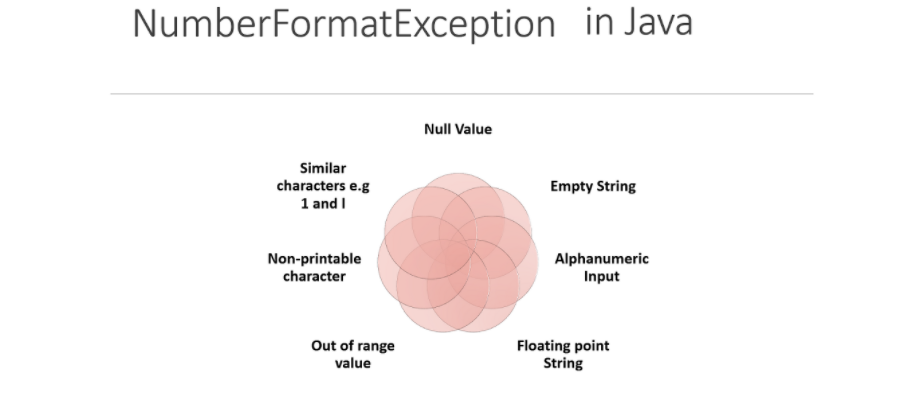 NumberFormatException in Java
Null Value
Similar
characters e.g
1 and l
Empty String
Non-printable
character
Alphanumeric
Input
Out of range
value
Floating point
String